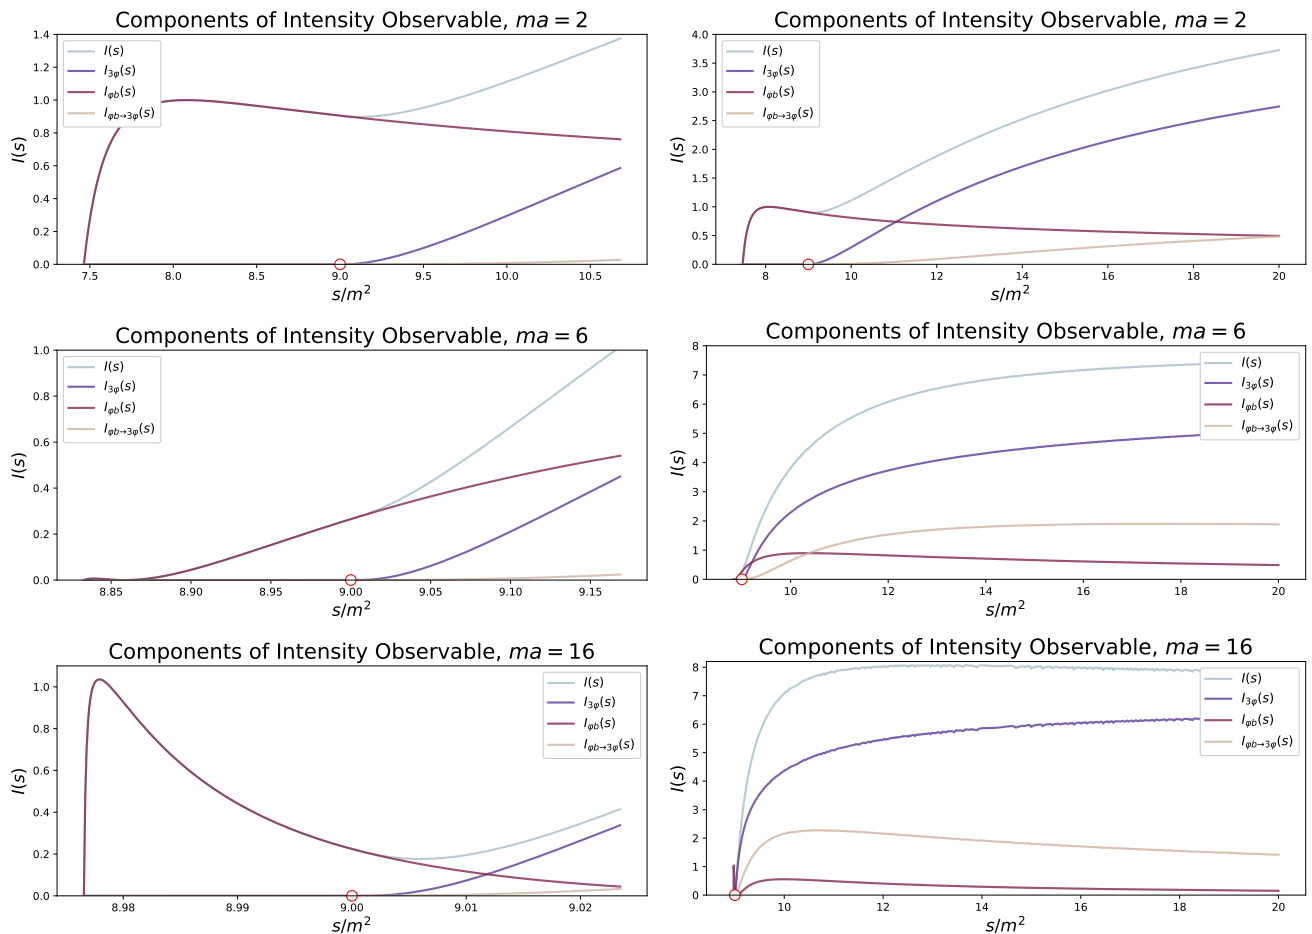 Components of Intensity Observable, ma = 2
I(s)
1.4
1.2
1.0
0.8
0.6
0.4
0.2
0.0
I(s)
I3φ(s)
Iφb(s)
Iφb→3φ(s)
7.5 8.0 8.5 9.0 9.5 10.0 10.5
s/m²
Components of Intensity Observable, ma = 2
I(s)
4.0
3.5
3.0
2.5
2.0
1.5
1.0
0.5
0.0
I(s)
I3φ(s)
Iφb(s)
Iφb→3φ(s)
8 10 12 14 16 18 20
s/m²
Components of Intensity Observable, ma = 6
I(s)
1.0
0.8
0.6
0.4
0.2
0.0
I(s)
I3φ(s)
Iφb(s)
Iφb→3φ(s)
8.85 8.90 8.95 9.00 9.05 9.10 9.15
s/m²
Components of Intensity Observable, ma = 6
I(s)
8
7
6
5
4
3
2
1
0
I(s)
I3φ(s)
Iφb(s)
Iφb→3φ(s)
10 12 14 16 18 20
s/m²
Components of Intensity Observable, ma = 16
I(s)
1.0
0.8
0.6
0.4
0.2
0.0
I(s)
I3φ(s)
Iφb(s)
Iφb→3φ(s)
8.98 8.99 9.00 9.01 9.02
s/m²
Components of Intensity Observable, ma = 16
I(s)
8
7
6
5
4
3
2
1
0
I(s)
I3φ(s)
Iφb(s)
Iφb→3φ(s)
10 12 14 16 18 20
s/m²